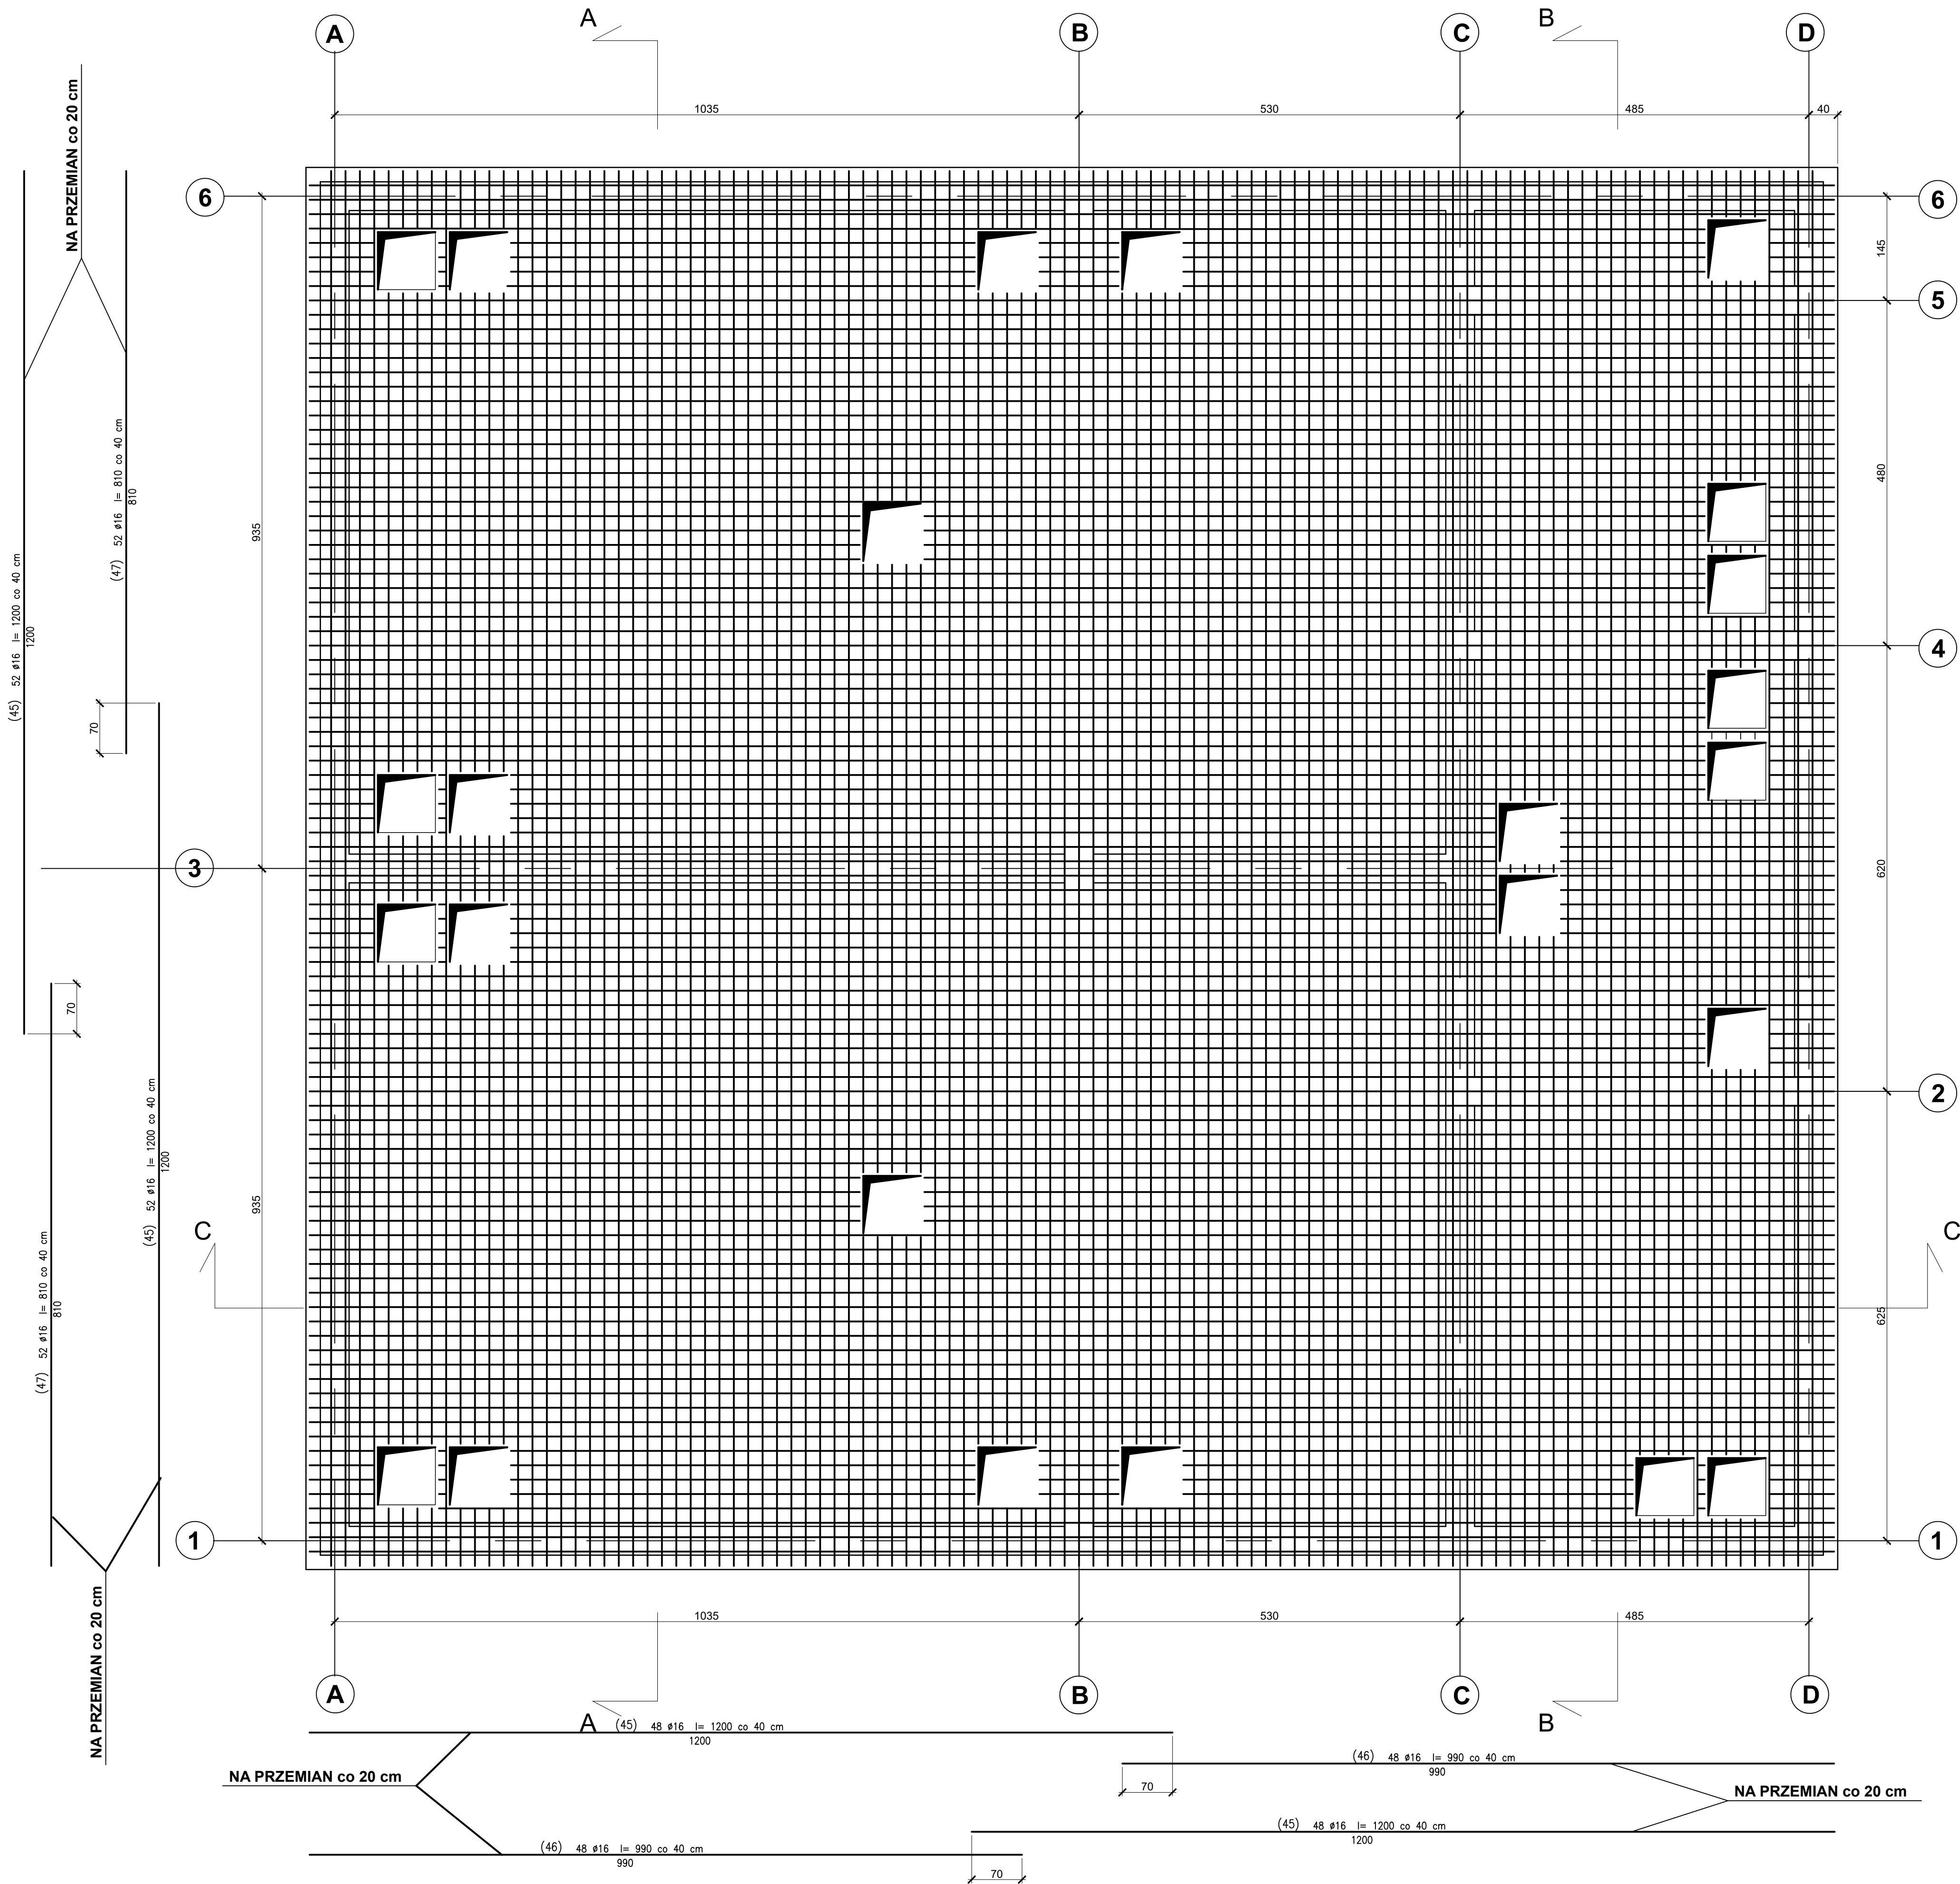 A
B
A
B
C
D
1035
530
485
40
NA PRZEMIAN co 20 cm
6
6
145
5
480
(47) 52 ø16 l= 810 co 40 cm
810
935
(45) 52 ø16 l= 1200 co 40 cm
1200
4
70
3
620
70
2
(45) 52 ø16 l= 1200 co 40 cm
1200
935
C
C
(47) 52 ø16 l= 810 co 40 cm
810
625
1
1
NA PRZEMIAN co 20 cm
1035
530
485
A
B
C
D
A
B
(45) 48 ø16 l= 1200 co 40 cm
1200
(46) 48 ø16 l= 990 co 40 cm
990
NA PRZEMIAN co 20 cm
70
NA PRZEMIAN co 20 cm
(45) 48 ø16 l= 1200 co 40 cm
1200
(46) 48 ø16 l= 990 co 40 cm
990
70